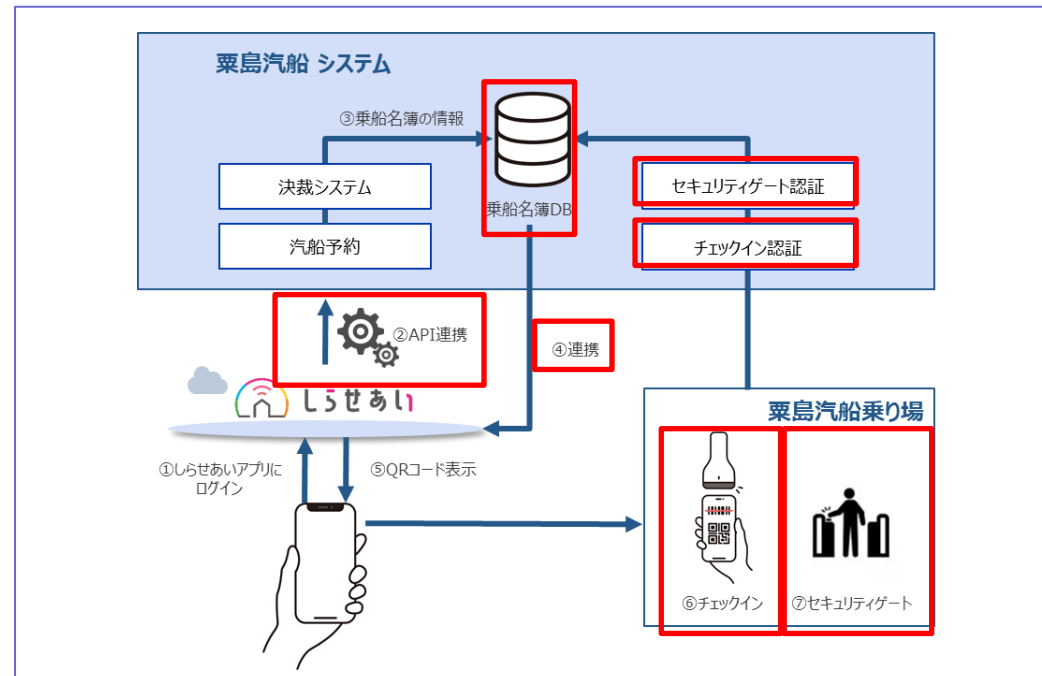 粟島汽船 システム
③乗船名簿の情報
決裁システム
汽船予約
乗船名簿DB
セキュリティゲート認証
チェックイン認証
②API連携
④連携
しらせあい
粟島汽船乗り場
①しらせあいアプリに
ログイン
⑤QRコード表示
⑥チェックイン
⑦セキュリティゲート